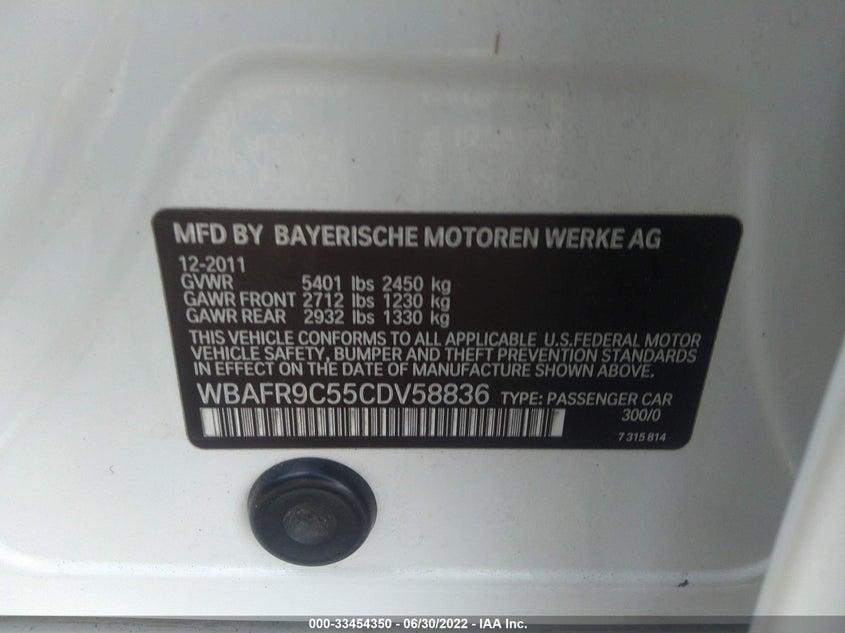 MFD BY BAYERISCHE MOTOREN WERKE AG
12-2011
GVWR 5401 lbs 2450 kg
GAWR FRONT 2712 lbs 1230 kg
GAWR REAR 2932 lbs 1330 kg
THIS VEHICLE CONFORMS TO ALL APPLICABLE U.S.FEDERAL MOTOR
VEHICLE SAFETY, BUMPER AND THEFT PREVENTION STANDARDS
IN EFFECT ON THE DATE OF MANUFACTURE SHOWN ABOVE.
WBAFR9C55CDV58836 TYPE: PASSENGER CAR
300/0
7 315 814
000-33454350 - 06/30/2022 - IAA Inc.